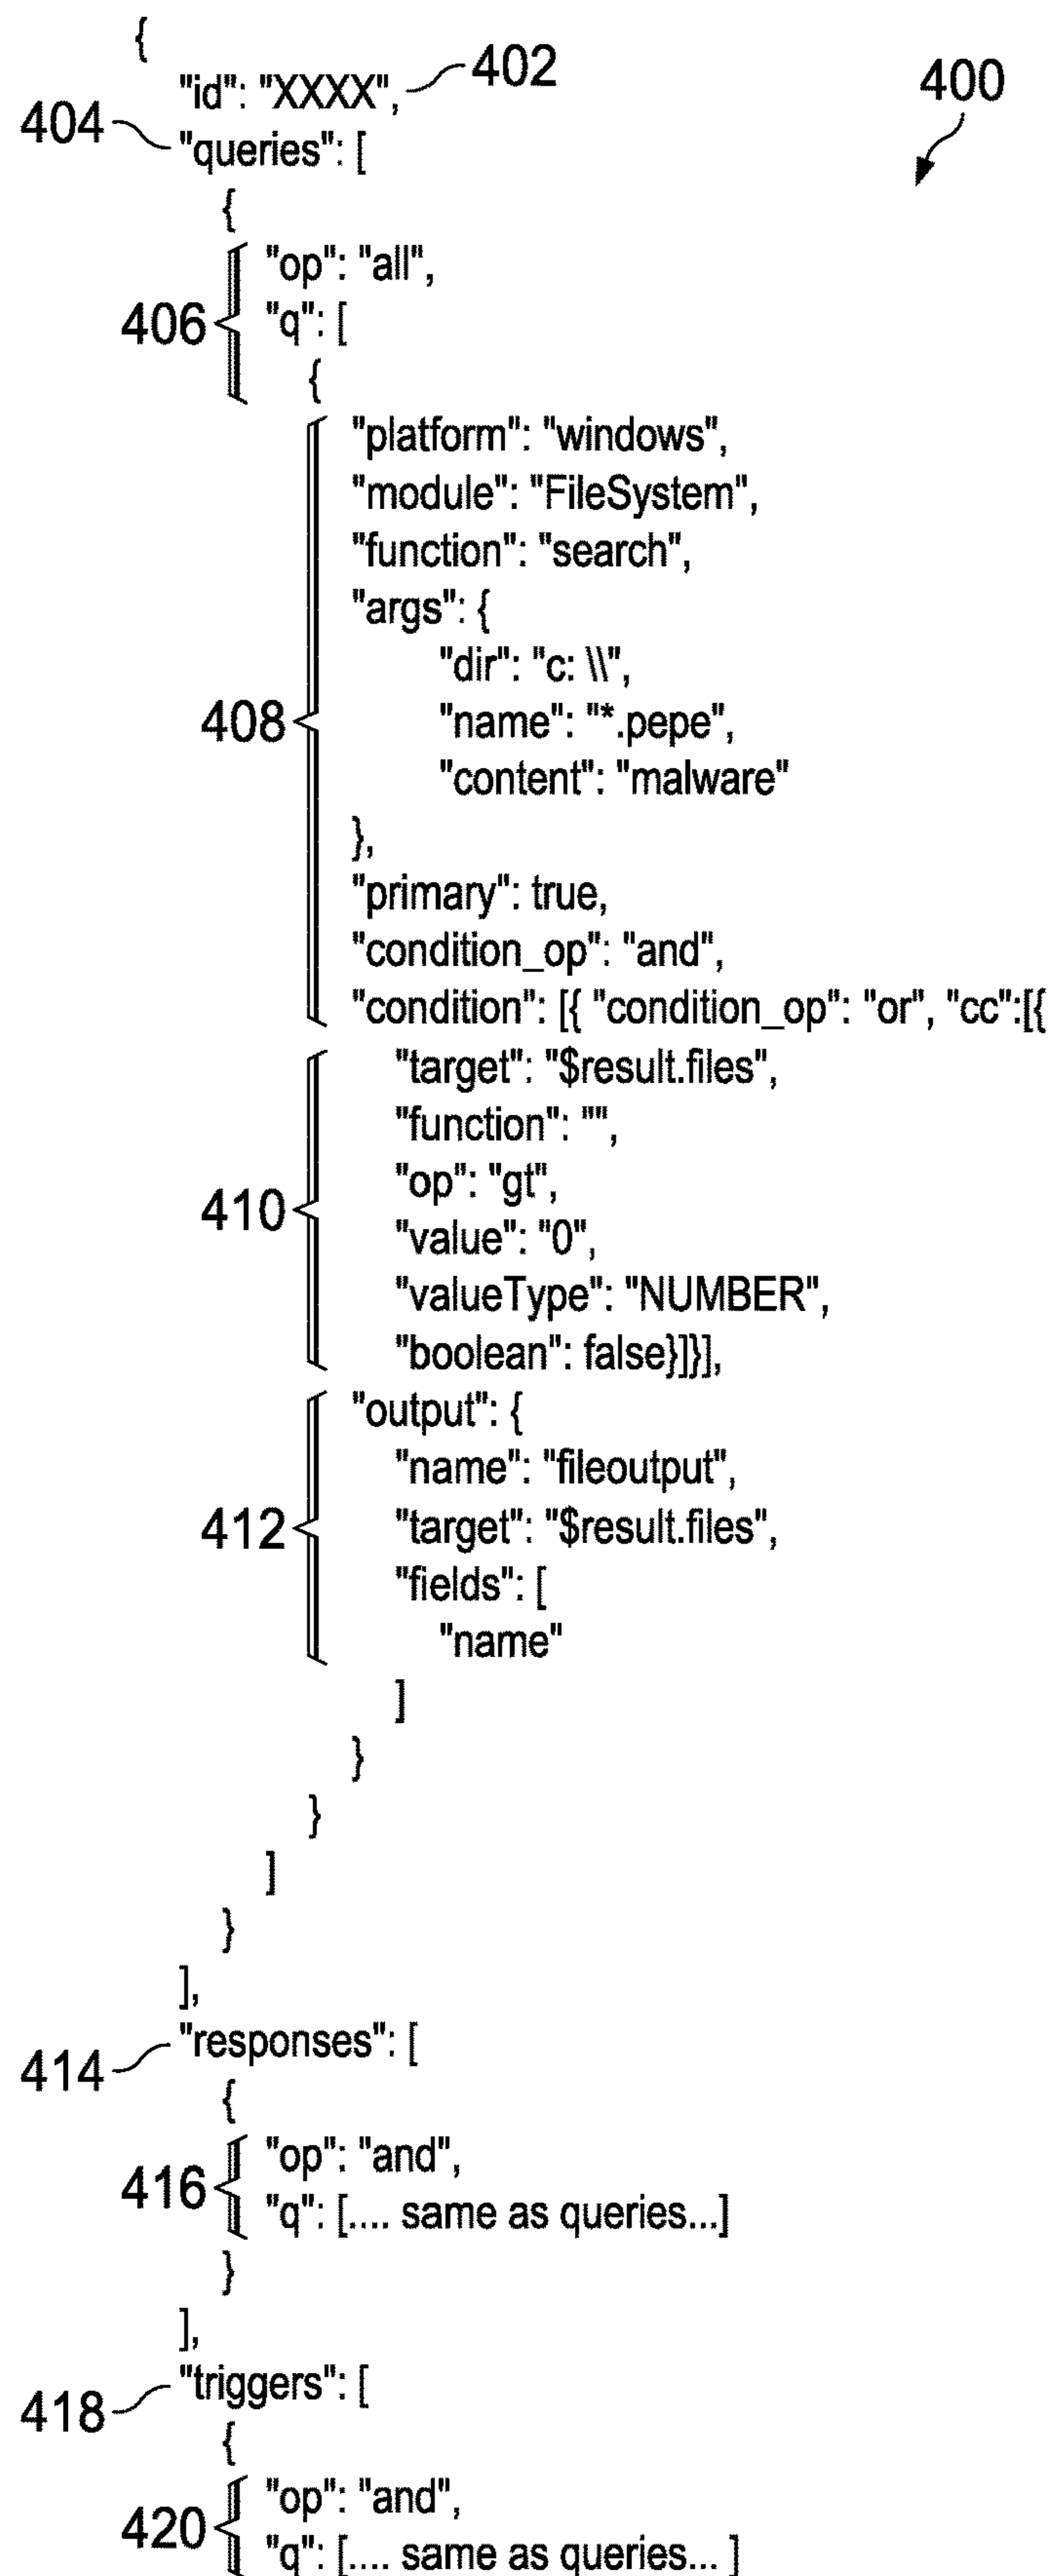 {
"id": "XXXX", 402
400
404 "queries": [
{
"op": "all",
406 "q": [
{
"platform": "windows",
"module": "FileSystem",
"function": "search",
"args": {
"dir": "c: \\",
408 "name": "*.pepe",
"content": "malware"
},
"primary": true,
"condition_op": "and",
"condition": [{ "condition_op": "or", "cc":[{
"target": "$result.files",
"function": "",
"op": "gt",
410 "value": "0",
"valueType": "NUMBER",
"boolean": false}]}],
"output": {
"name": "fileoutput",
412 "target": "$result.files",
"fields": [
"name"
]
}
}
]
}
],
414 "responses": [
{
"op": "and",
416 "q": [.... same as queries...]
}
],
418 "triggers": [
{
"op": "and",
420 "q": [.... same as queries... ]